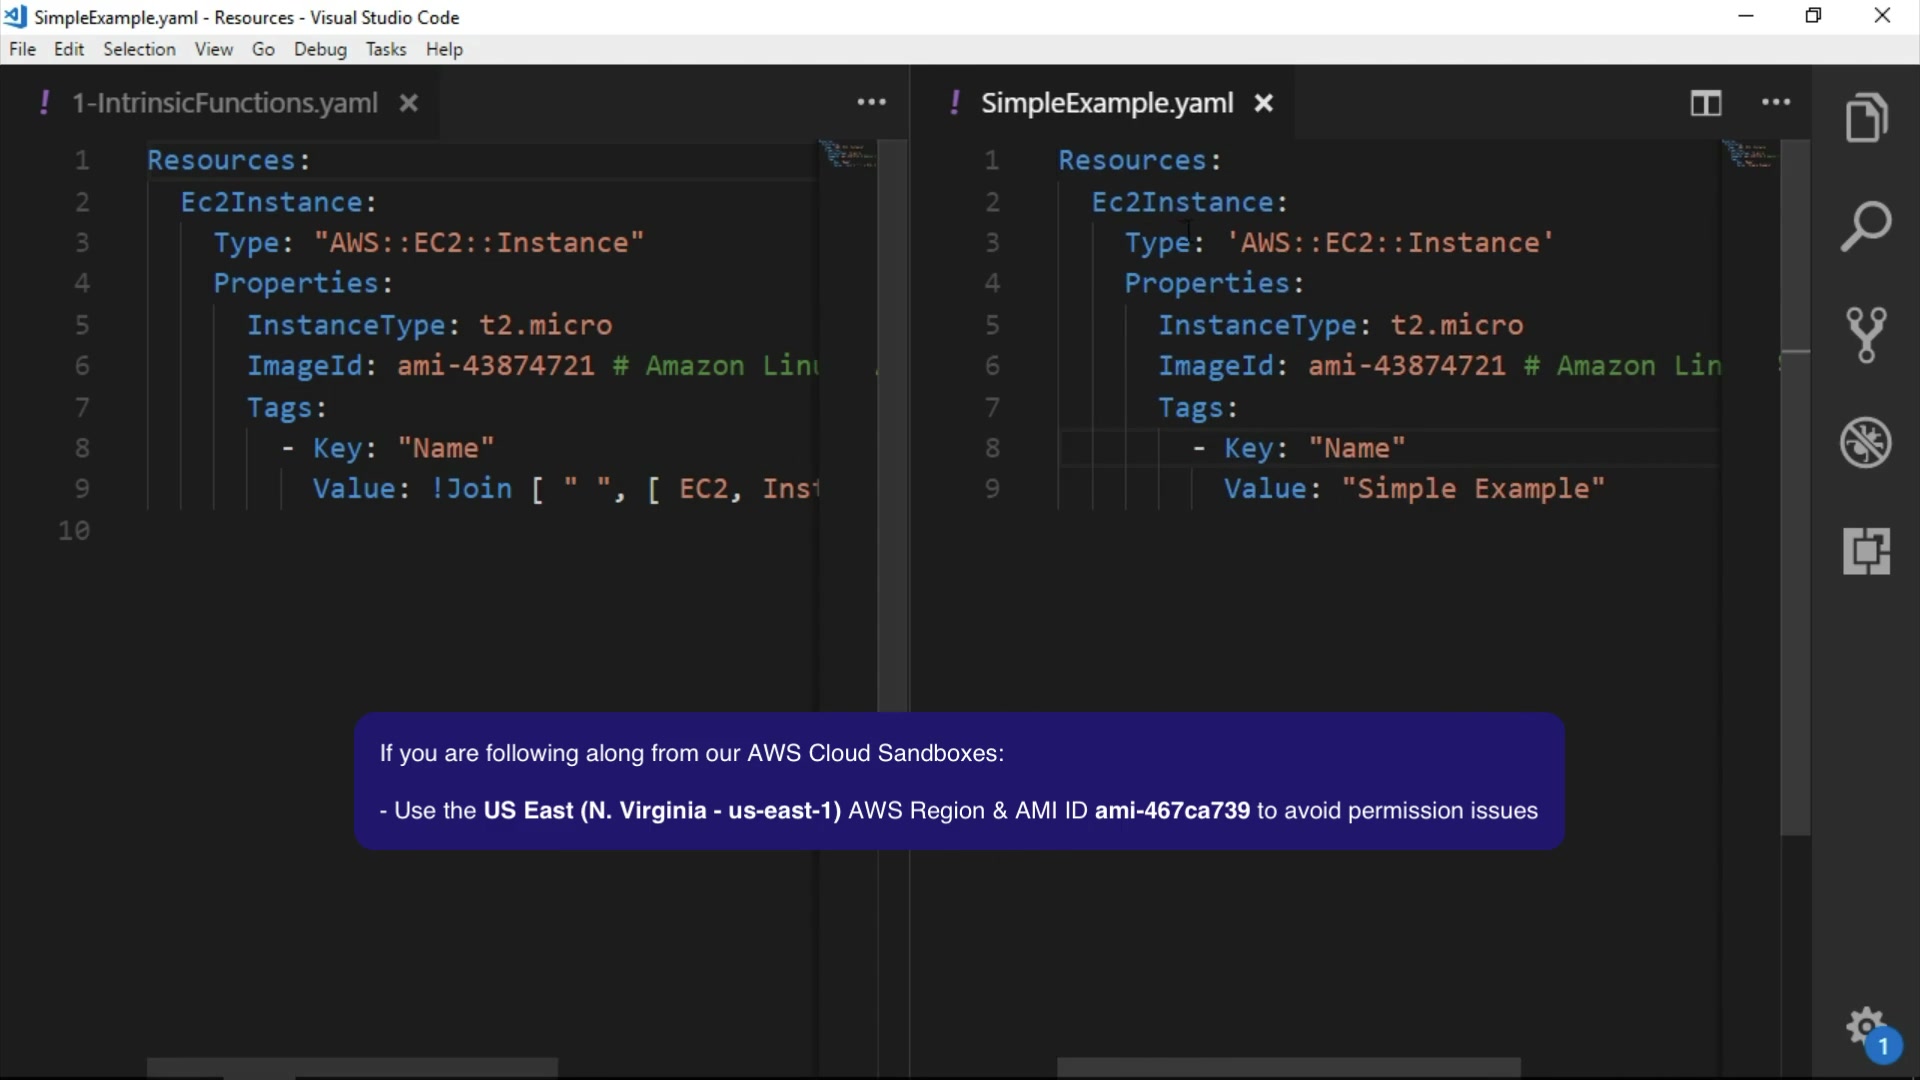 SimpleExample.yaml - Resources - Visual Studio Code
File Edit Selection View Go Debug Tasks Help
! 1-IntrinsicFunctions.yaml
1 Resources:
2 Ec2Instance:
3 Type: "AWS::EC2::Instance"
4 Properties:
5 InstanceType: t2.micro
6 ImageId: ami-43874721 # Amazon Linu
7 Tags:
8 - Key: "Name"
9 Value: !Join [ " ", [ EC2, Inst
10
! SimpleExample.yaml
1 Resources:
2 Ec2Instance:
3 Type: 'AWS::EC2::Instance'
4 Properties:
5 InstanceType: t2.micro
6 ImageId: ami-43874721 # Amazon Lin
7 Tags:
8 - Key: "Name"
9 Value: "Simple Example"
If you are following along from our AWS Cloud Sandboxes:
- Use the US East (N. Virginia - us-east-1) AWS Region & AMI ID ami-467ca739 to avoid permission issues
1